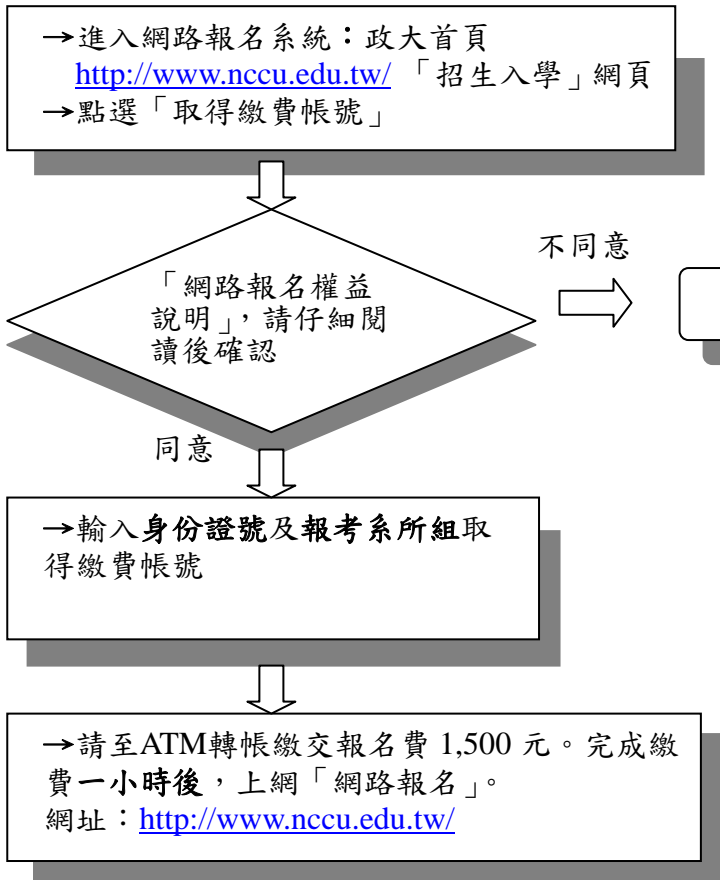 →進入網路報名系統：政大首頁
http://www.nccu.edu.tw/ 「招生入學」網頁
→點選「取得繳費帳號」
不同意
「網路報名權益
說明」，請仔細閱
讀後確認
同意
→輸入身份證號及報考系所組取
得繳費帳號
→請至ATM轉帳繳交報名費 1,500 元。完成繳
費一小時後，上網「網路報名」。
網址：http://www.nccu.edu.tw/